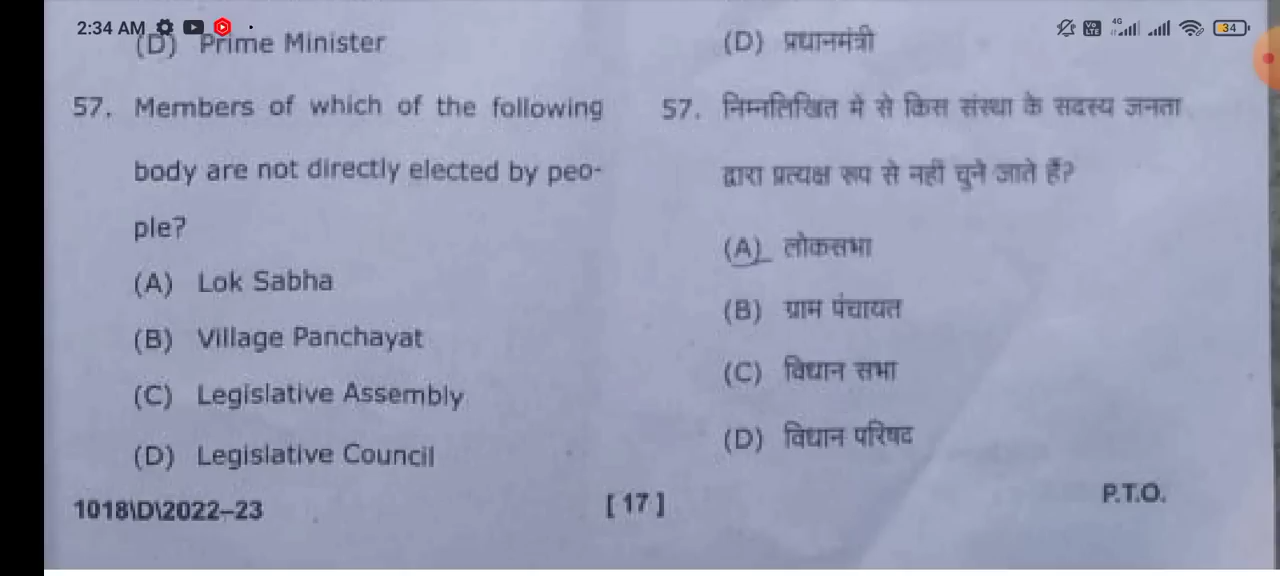 2:34 AM
4G
34
(D) Prime Minister
57. Members of which of the following
body are not directly elected by peo-
ple?
(A) Lok Sabha
(B) Village Panchayat
(C) Legislative Assembly
(D) Legislative Council
1018\D\2022–23
(D) प्रधानमंत्री
57. निम्नलिखित में से किस संस्था के सदस्य जनता
द्वारा प्रत्यक्ष रूप से नहीं चुने जाते हैं?
(A) लोकसभा
(B) ग्राम पंचायत
(C) विधान सभा
(D) विधान परिषद
[ 17 ]
P.T.O.